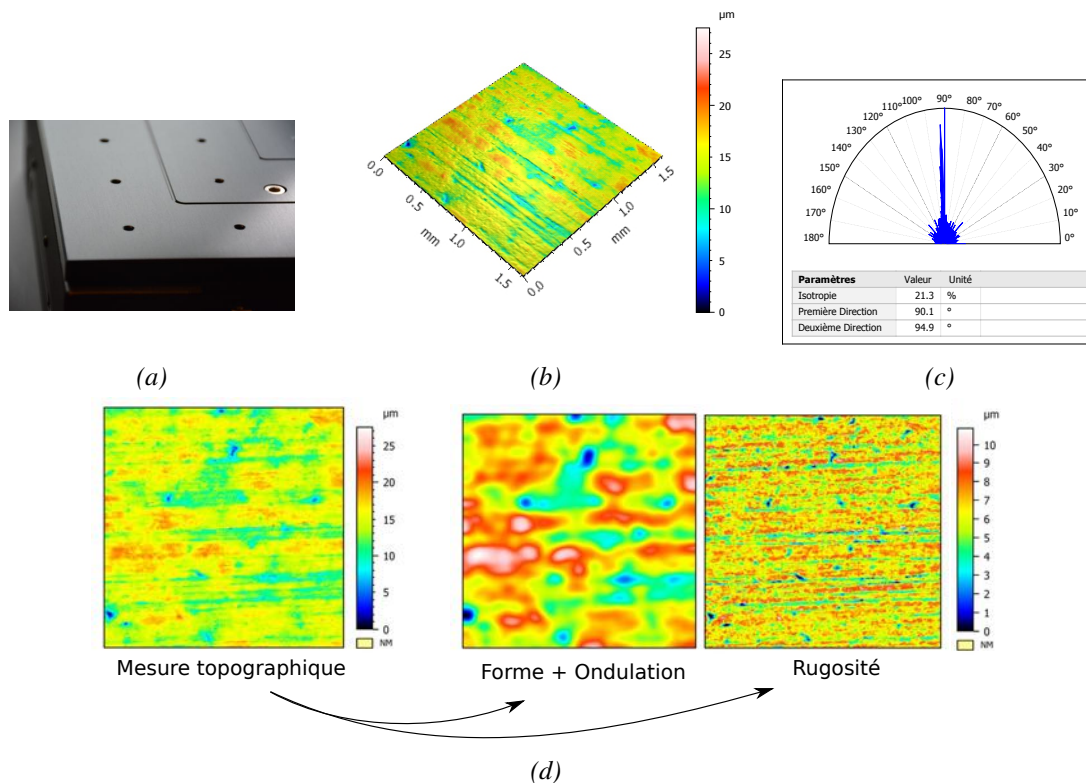 µm
25
20
15
10
5
0
0.0
0.5
1.0
1.5
mm
0.0
0.5
1.0
1.5
mm
180°
170°
160°
150°
140°
130°
120°
110°
100°
90°
80°
70°
60°
50°
40°
30°
20°
10°
0°
Paramètres Valeur Unité
Isotropie 21.3 %
Première Direction 90.1 °
Deuxième Direction 94.9 °
(a)
(b)
(c)
µm
25
20
15
10
5
0
NM
µm
10
9
8
7
6
5
4
3
2
1
0
NM
Mesure topographique
Forme + Ondulation
Rugosité
(d)